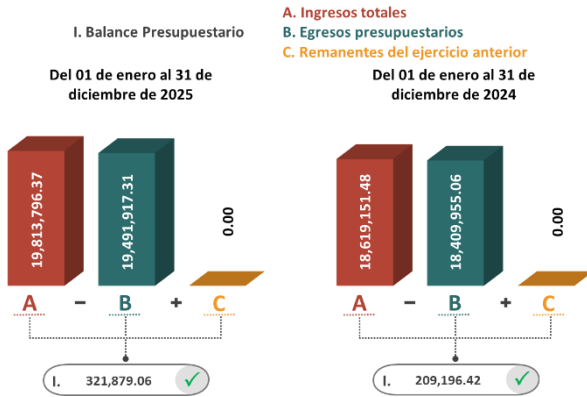 I. Balance Presupuestario
A. Ingresos totales
B. Egresos presupuestarios
C. Remanentes del ejercicio anterior
Del 01 de enero al 31 de
diciembre de 2025
19,813,796.37
19,491,917.31
0.00
A – B + C
I. 321,879.06 ✓
Del 01 de enero al 31 de
diciembre de 2024
18,619,151.48
18,409,955.06
0.00
A – B + C
I. 209,196.42 ✓